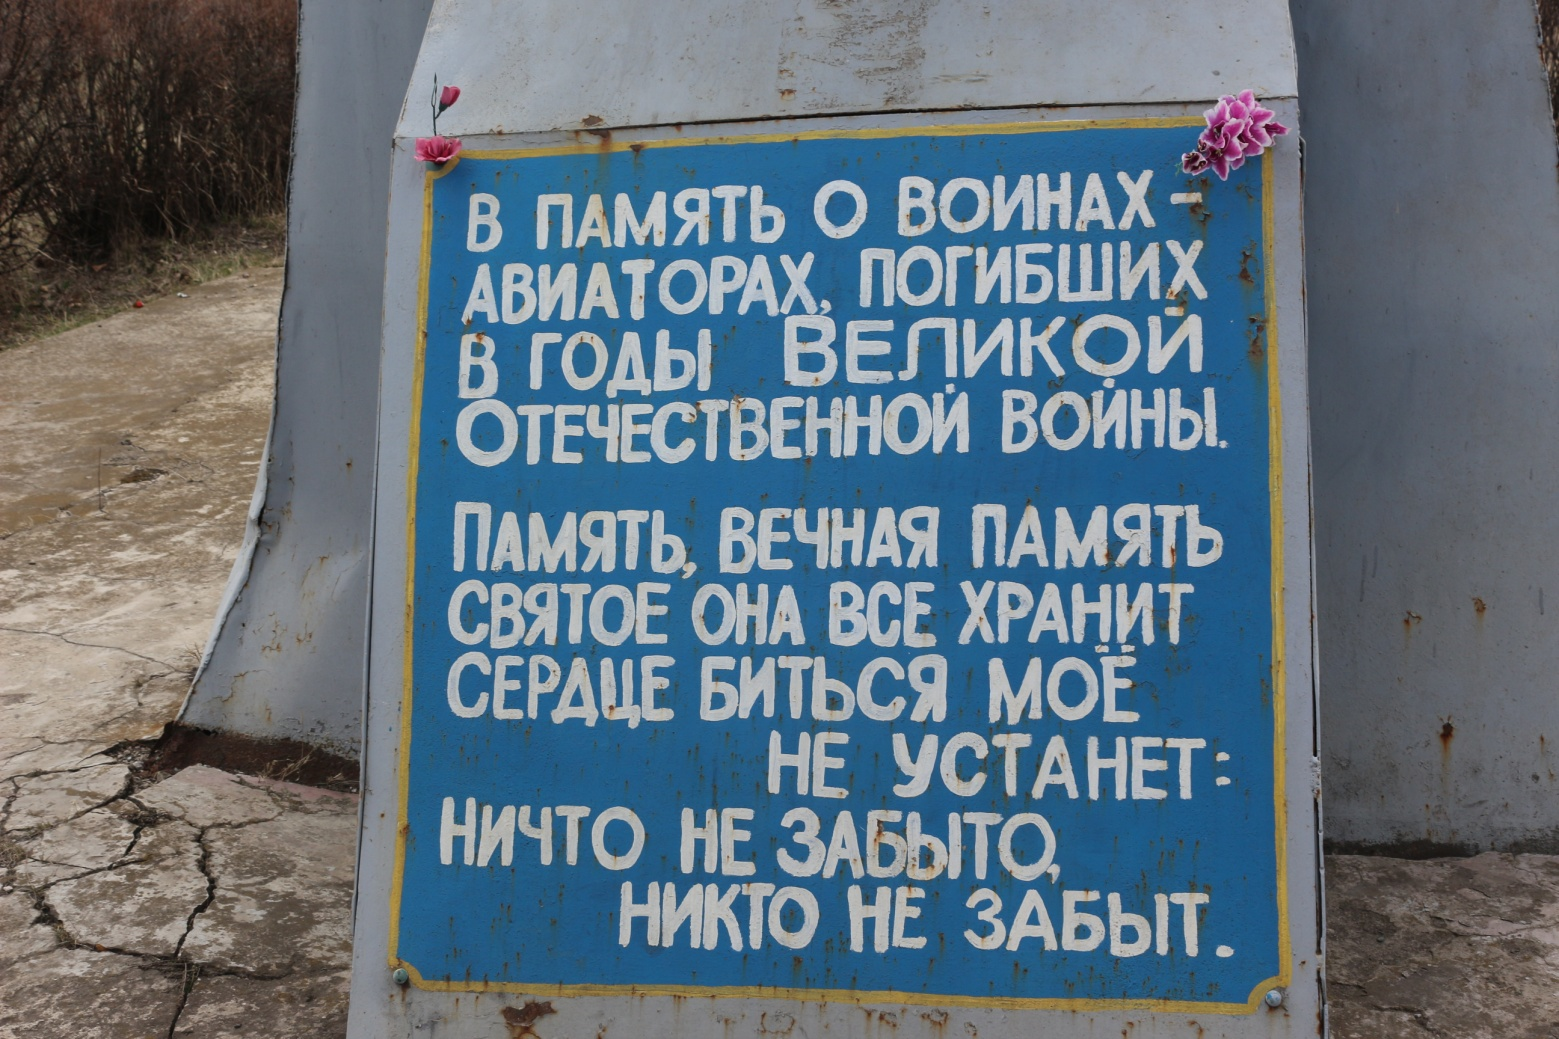 В ПАМЯТЬ О ВОИНАХ -
АВИАТОРАХ, ПОГИБШИХ
В ГОДЫ ВЕЛИКОЙ
ОТЕЧЕСТВЕННОЙ ВОЙНЫ.
ПАМЯТЬ, ВЕЧНАЯ ПАМЯТЬ
СВЯТОЕ ОНА ВСЕ ХРАНИТ
СЕРДЦЕ БИТЬСЯ МОЁ
НЕ УСТАНЕТ:
НИЧТО НЕ ЗАБЫТО,
НИКТО НЕ ЗАБЫТ.